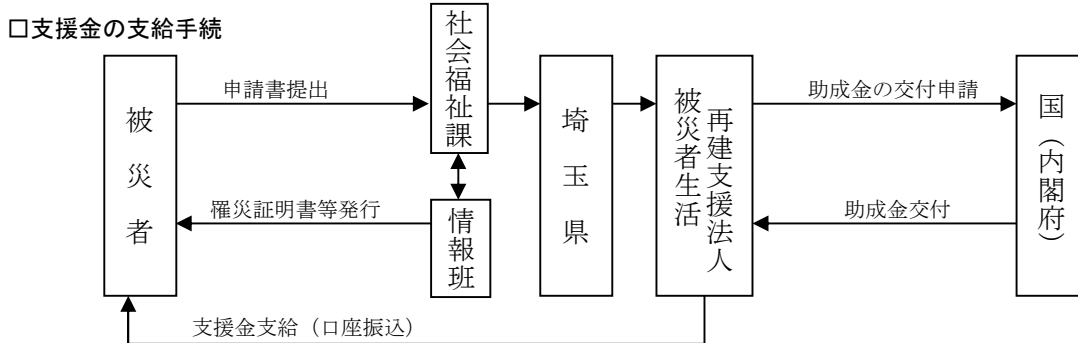 □支援金の支給手続
被災者
申請書提出
罹災証明書等発行
社会福祉課
情報班
埼玉県
被災者生活
再建支援法人
助成金の交付申請
助成金交付
国（内閣府）
支援金支給（口座振込）